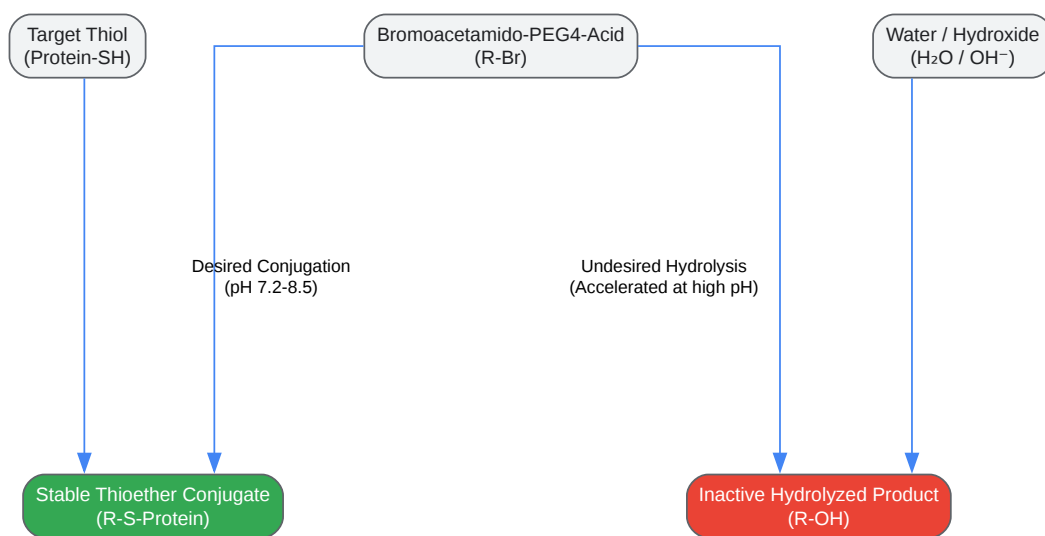 Target Thiol
(Protein-SH)
Bromoacetamido-PEG4-Acid
(R-Br)
Water / Hydroxide
(H₂O / OH⁻)
Desired Conjugation
(pH 7.2-8.5)
Undesired Hydrolysis
(Accelerated at high pH)
Stable Thioether Conjugate
(R-S-Protein)
Inactive Hydrolyzed Product
(R-OH)